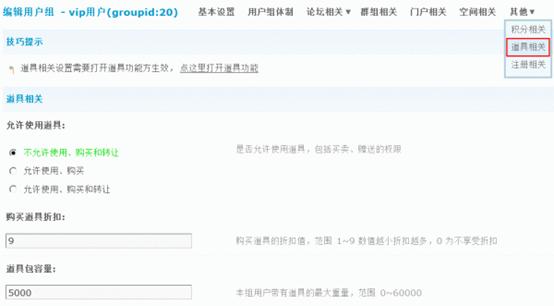 编辑用户组 - vip用户(groupid:20) 基本设置 用户组体制 论坛相关▼ 群组相关 门户相关 空间相关 其他▼
积分相关
道具相关
注册相关
技巧提示
道具相关设置需要打开道具功能方生效，点这里打开道具功能
道具相关
允许使用道具:
不允许使用、购买和转让 是否允许使用道具，包括买卖、赠送的权限
允许使用、购买
允许使用、购买和转让
购买道具折扣:
9 购买道具的折扣值，范围 1~9 数值越小折扣越多，0 为不享受折扣
道具包容量:
5000 本组用户带有道具的最大重量，范围 0~60000